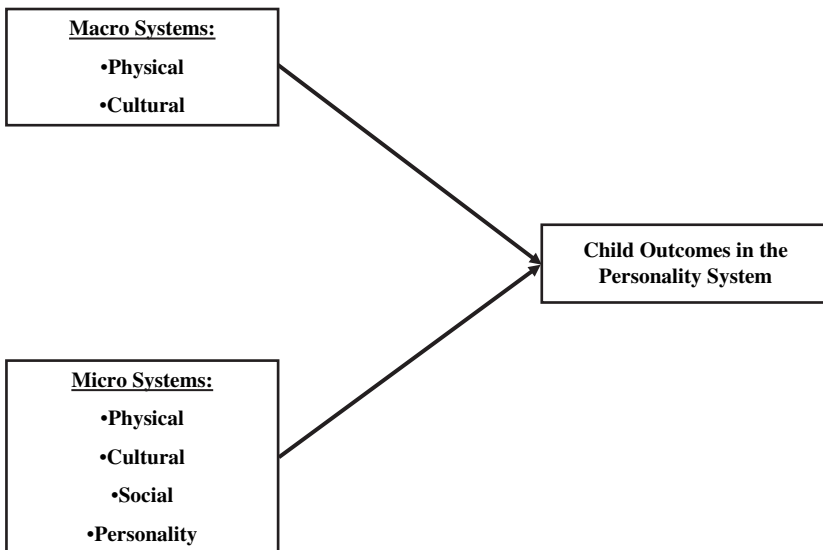 Macro Systems:
•Physical
•Cultural
Child Outcomes in the
Personality System
Micro Systems:
•Physical
•Cultural
•Social
•Personality